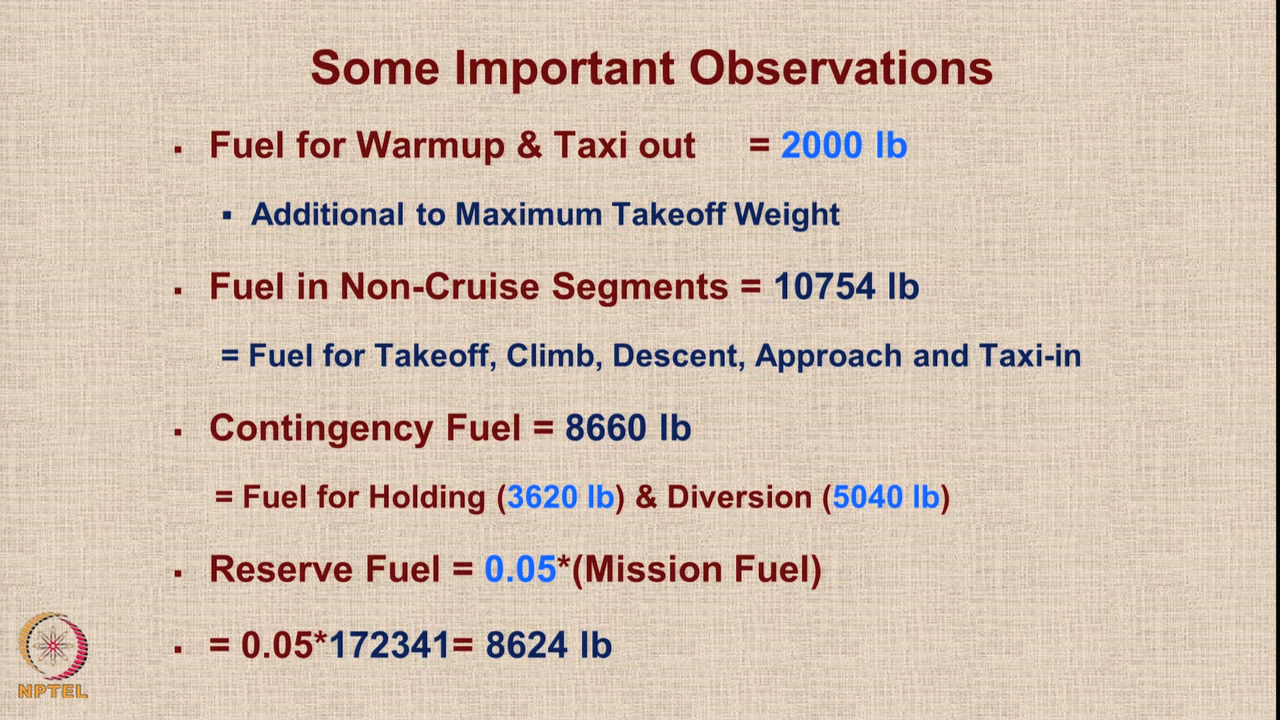 Some Important Observations
▪ Fuel for Warmup & Taxi out = 2000 lb
▪ Additional to Maximum Takeoff Weight
▪ Fuel in Non-Cruise Segments = 10754 lb
= Fuel for Takeoff, Climb, Descent, Approach and Taxi-in
▪ Contingency Fuel = 8660 lb
= Fuel for Holding (3620 lb) & Diversion (5040 lb)
▪ Reserve Fuel = 0.05*(Mission Fuel)
▪ = 0.05*172341= 8624 lb
NPTEL